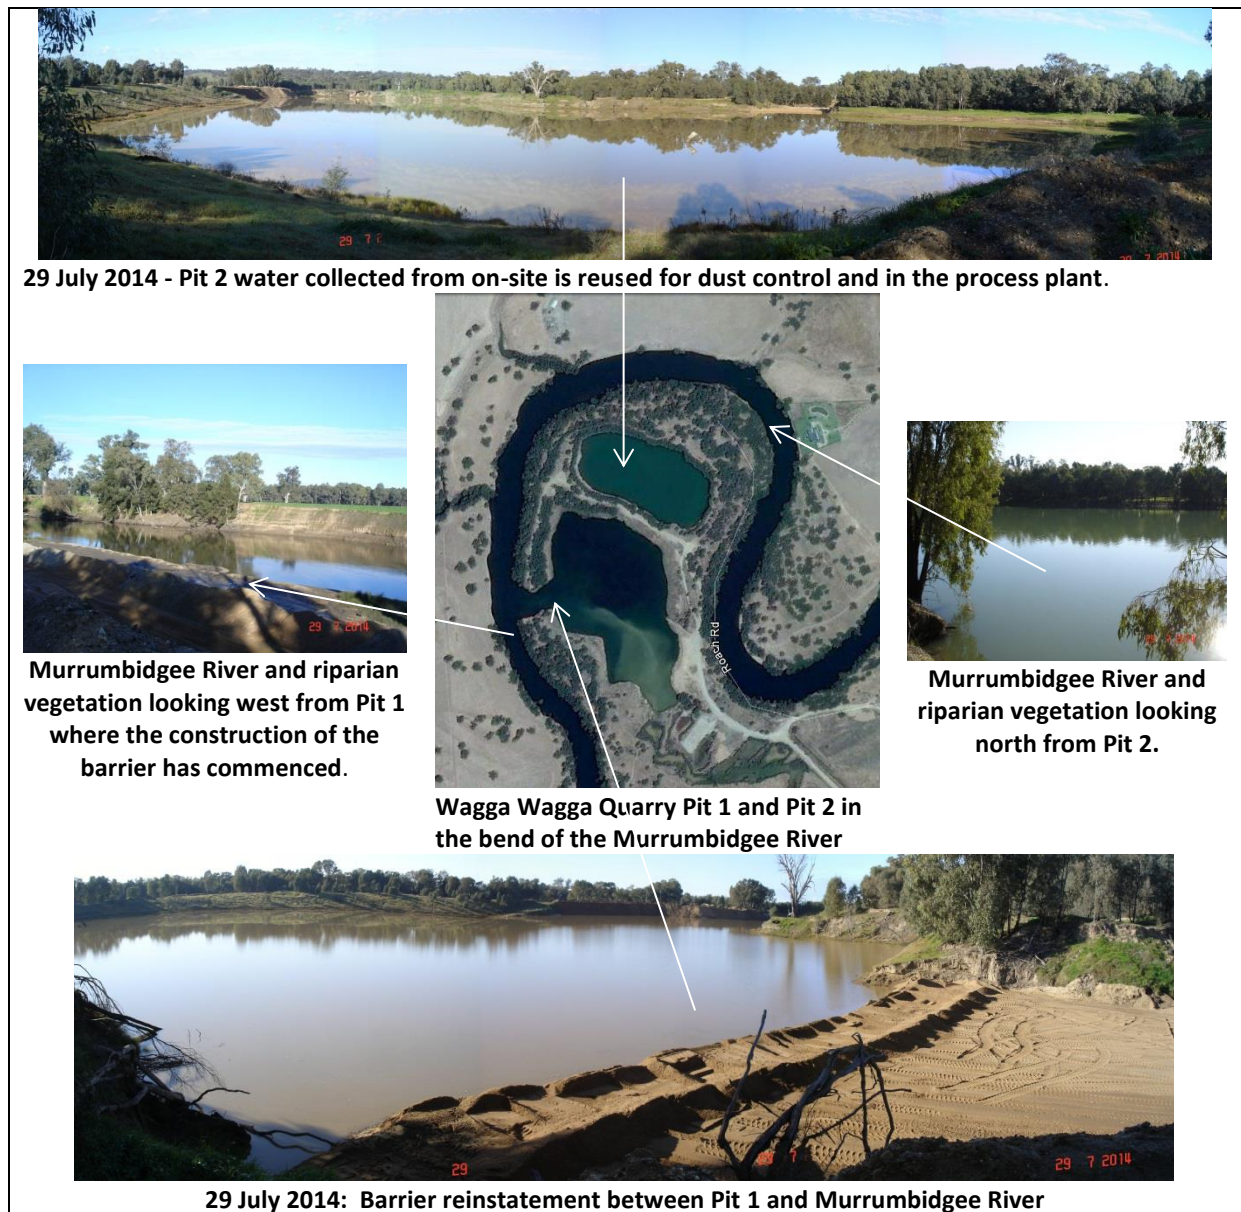 29 7 2
29 7 2014
29 July 2014 - Pit 2 water collected from on-site is reused for dust control and in the process plant.
Roach Rd
29 7 2014
Murrumbidgee River and riparian
vegetation looking west from Pit 1
where the construction of the
barrier has commenced.
Murrumbidgee River and
riparian vegetation looking
north from Pit 2.
Wagga Wagga Quarry Pit 1 and Pit 2 in
the bend of the Murrumbidgee River
29
29 7 2014
29 July 2014:  Barrier reinstatement between Pit 1 and Murrumbidgee River